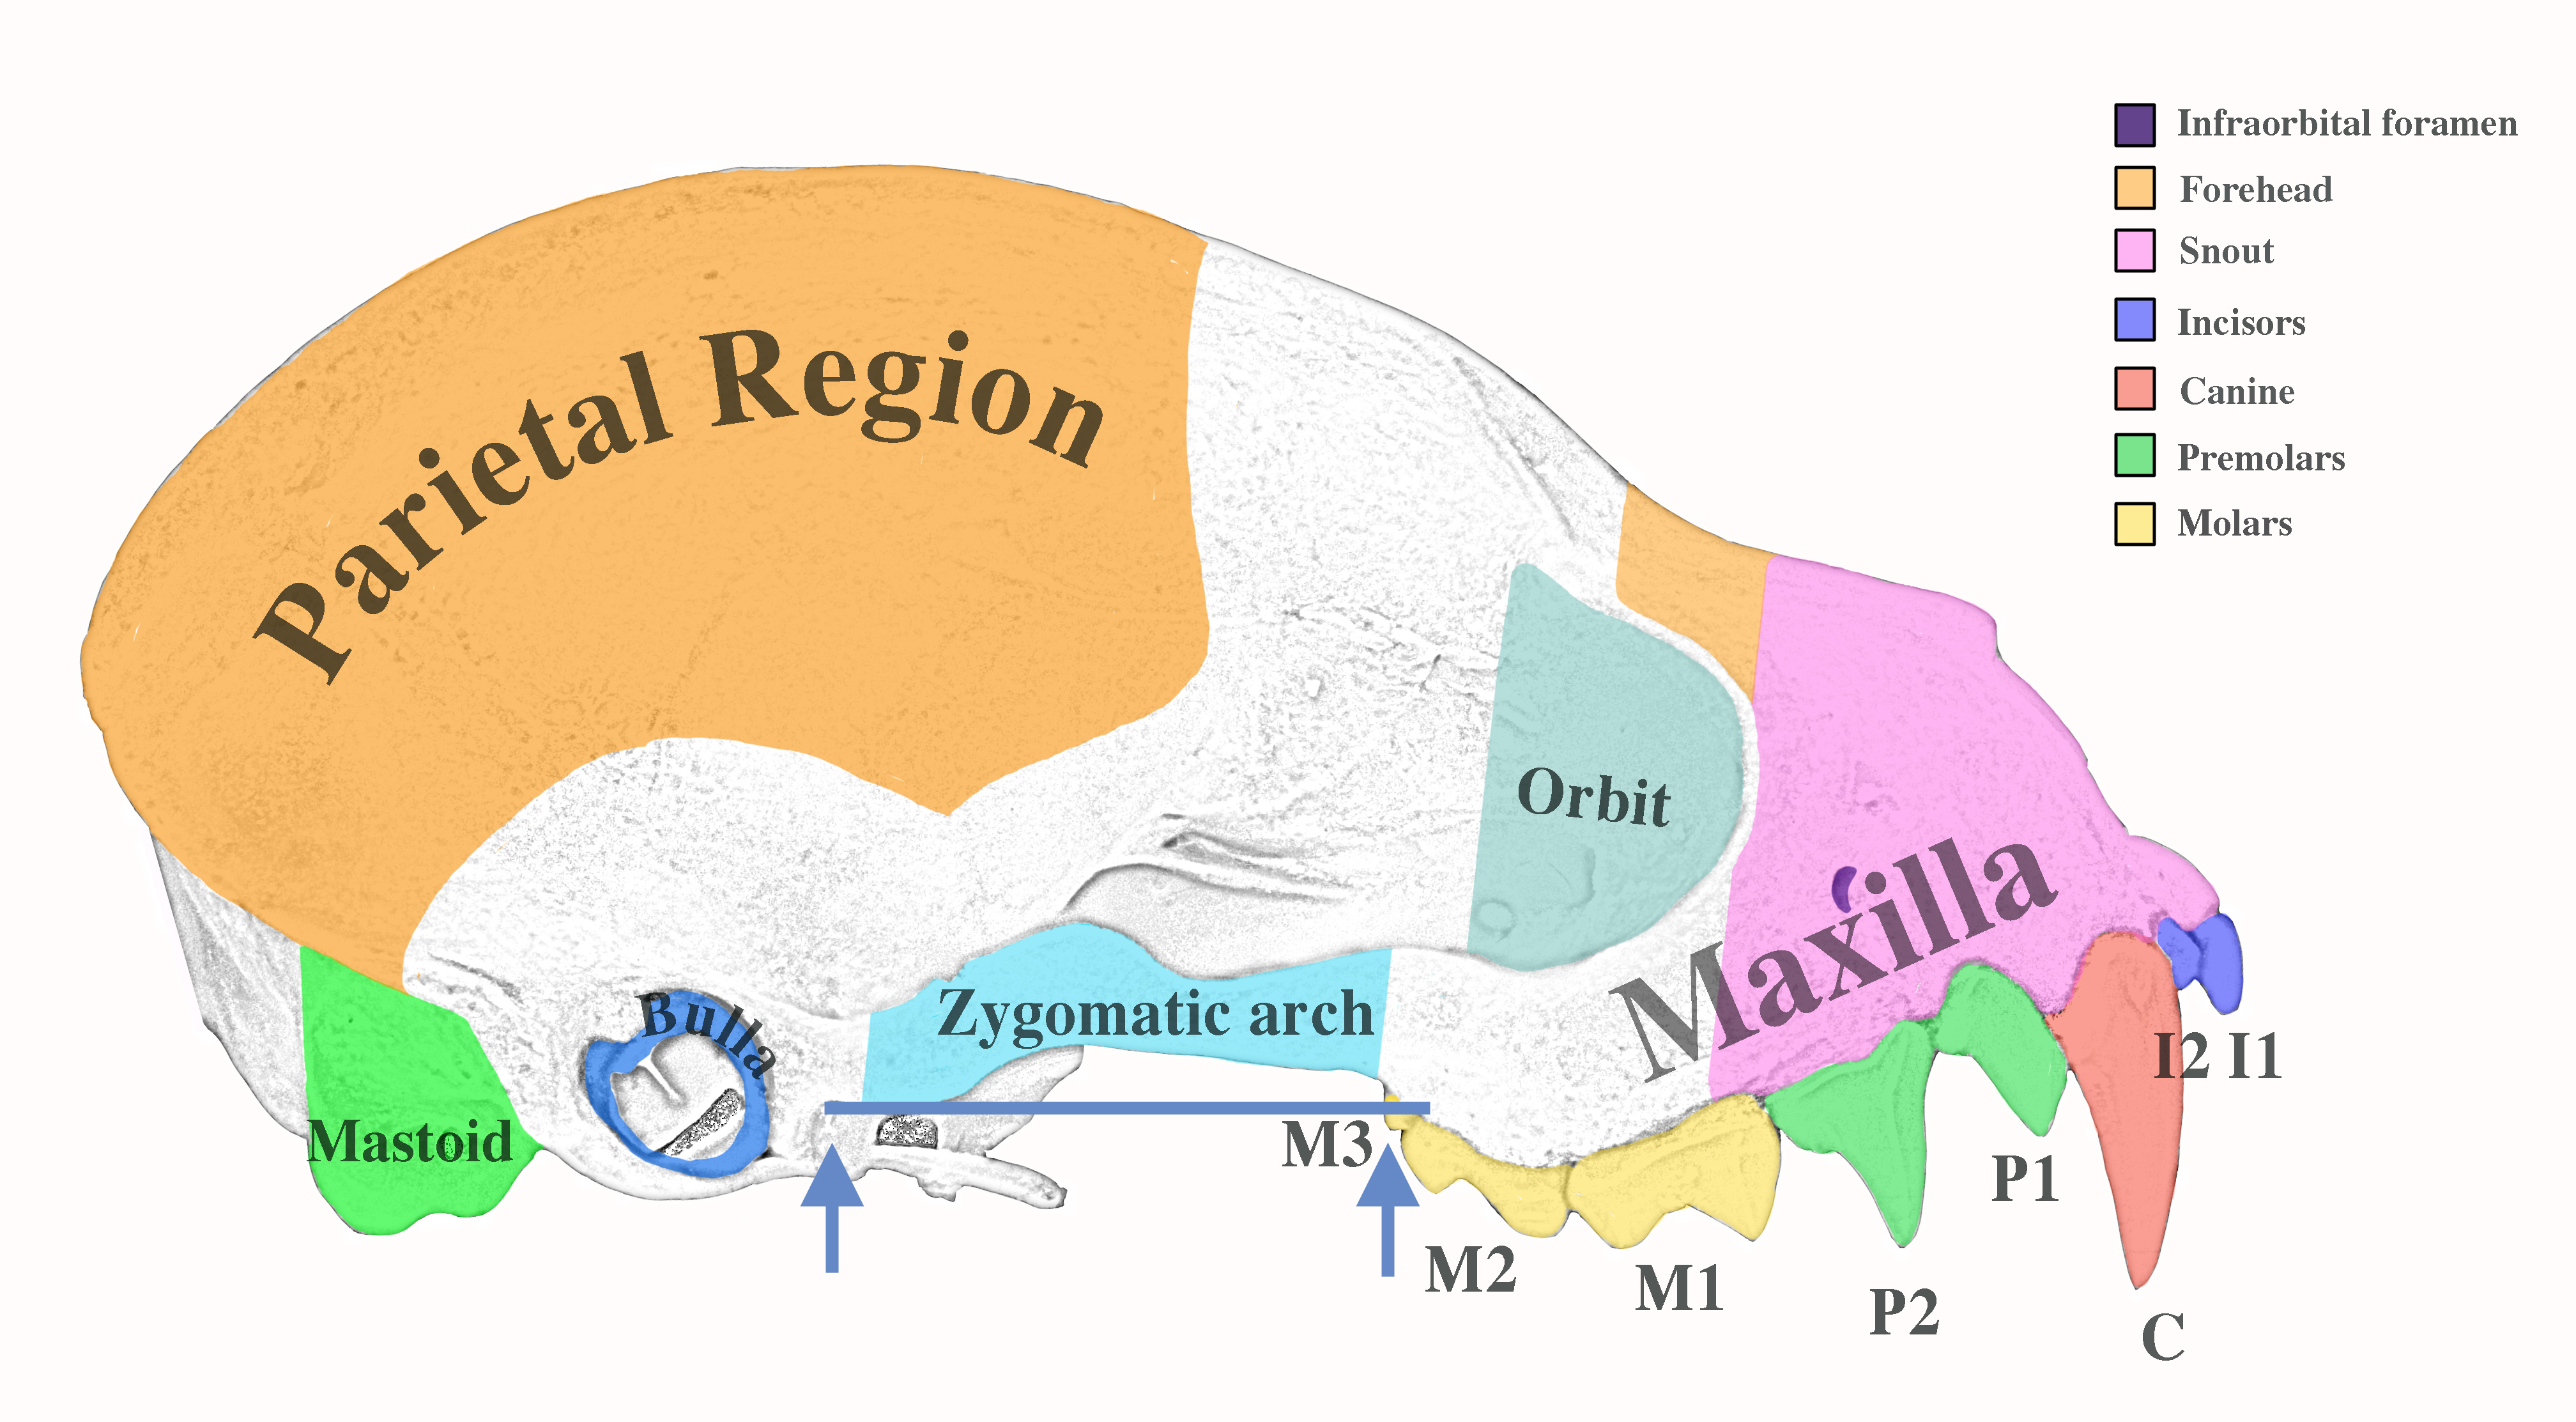 Infraorbital foramen
Forehead
Snout
Incisors
Canine
Premolars
Molars
Parietal Region
Orbit
Maxilla
Bulla
Zygomatic arch
Mastoid
M3
I2 I1
P1
M2
M1
P2
C